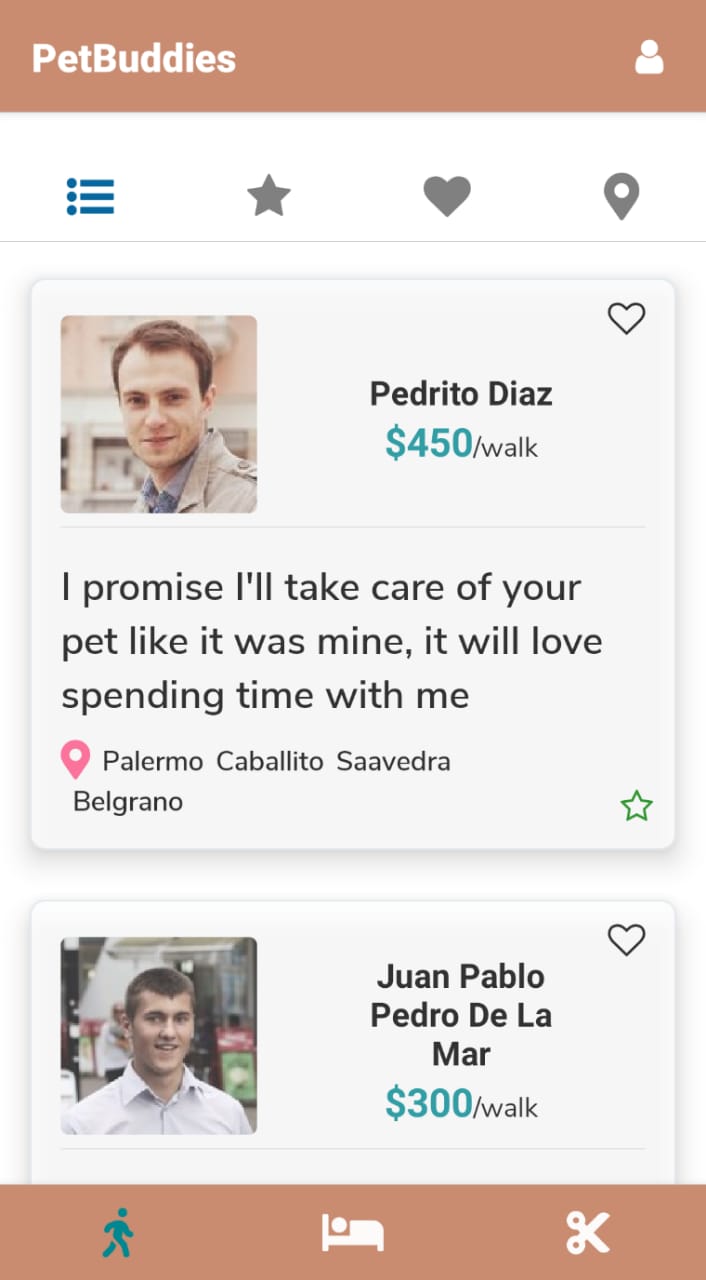 PetBuddies
Pedrito Diaz
$450/walk
I promise I'll take care of your
pet like it was mine, it will love
spending time with me
Palermo Caballito Saavedra
Belgrano
Juan Pablo
Pedro De La
Mar
$300/walk